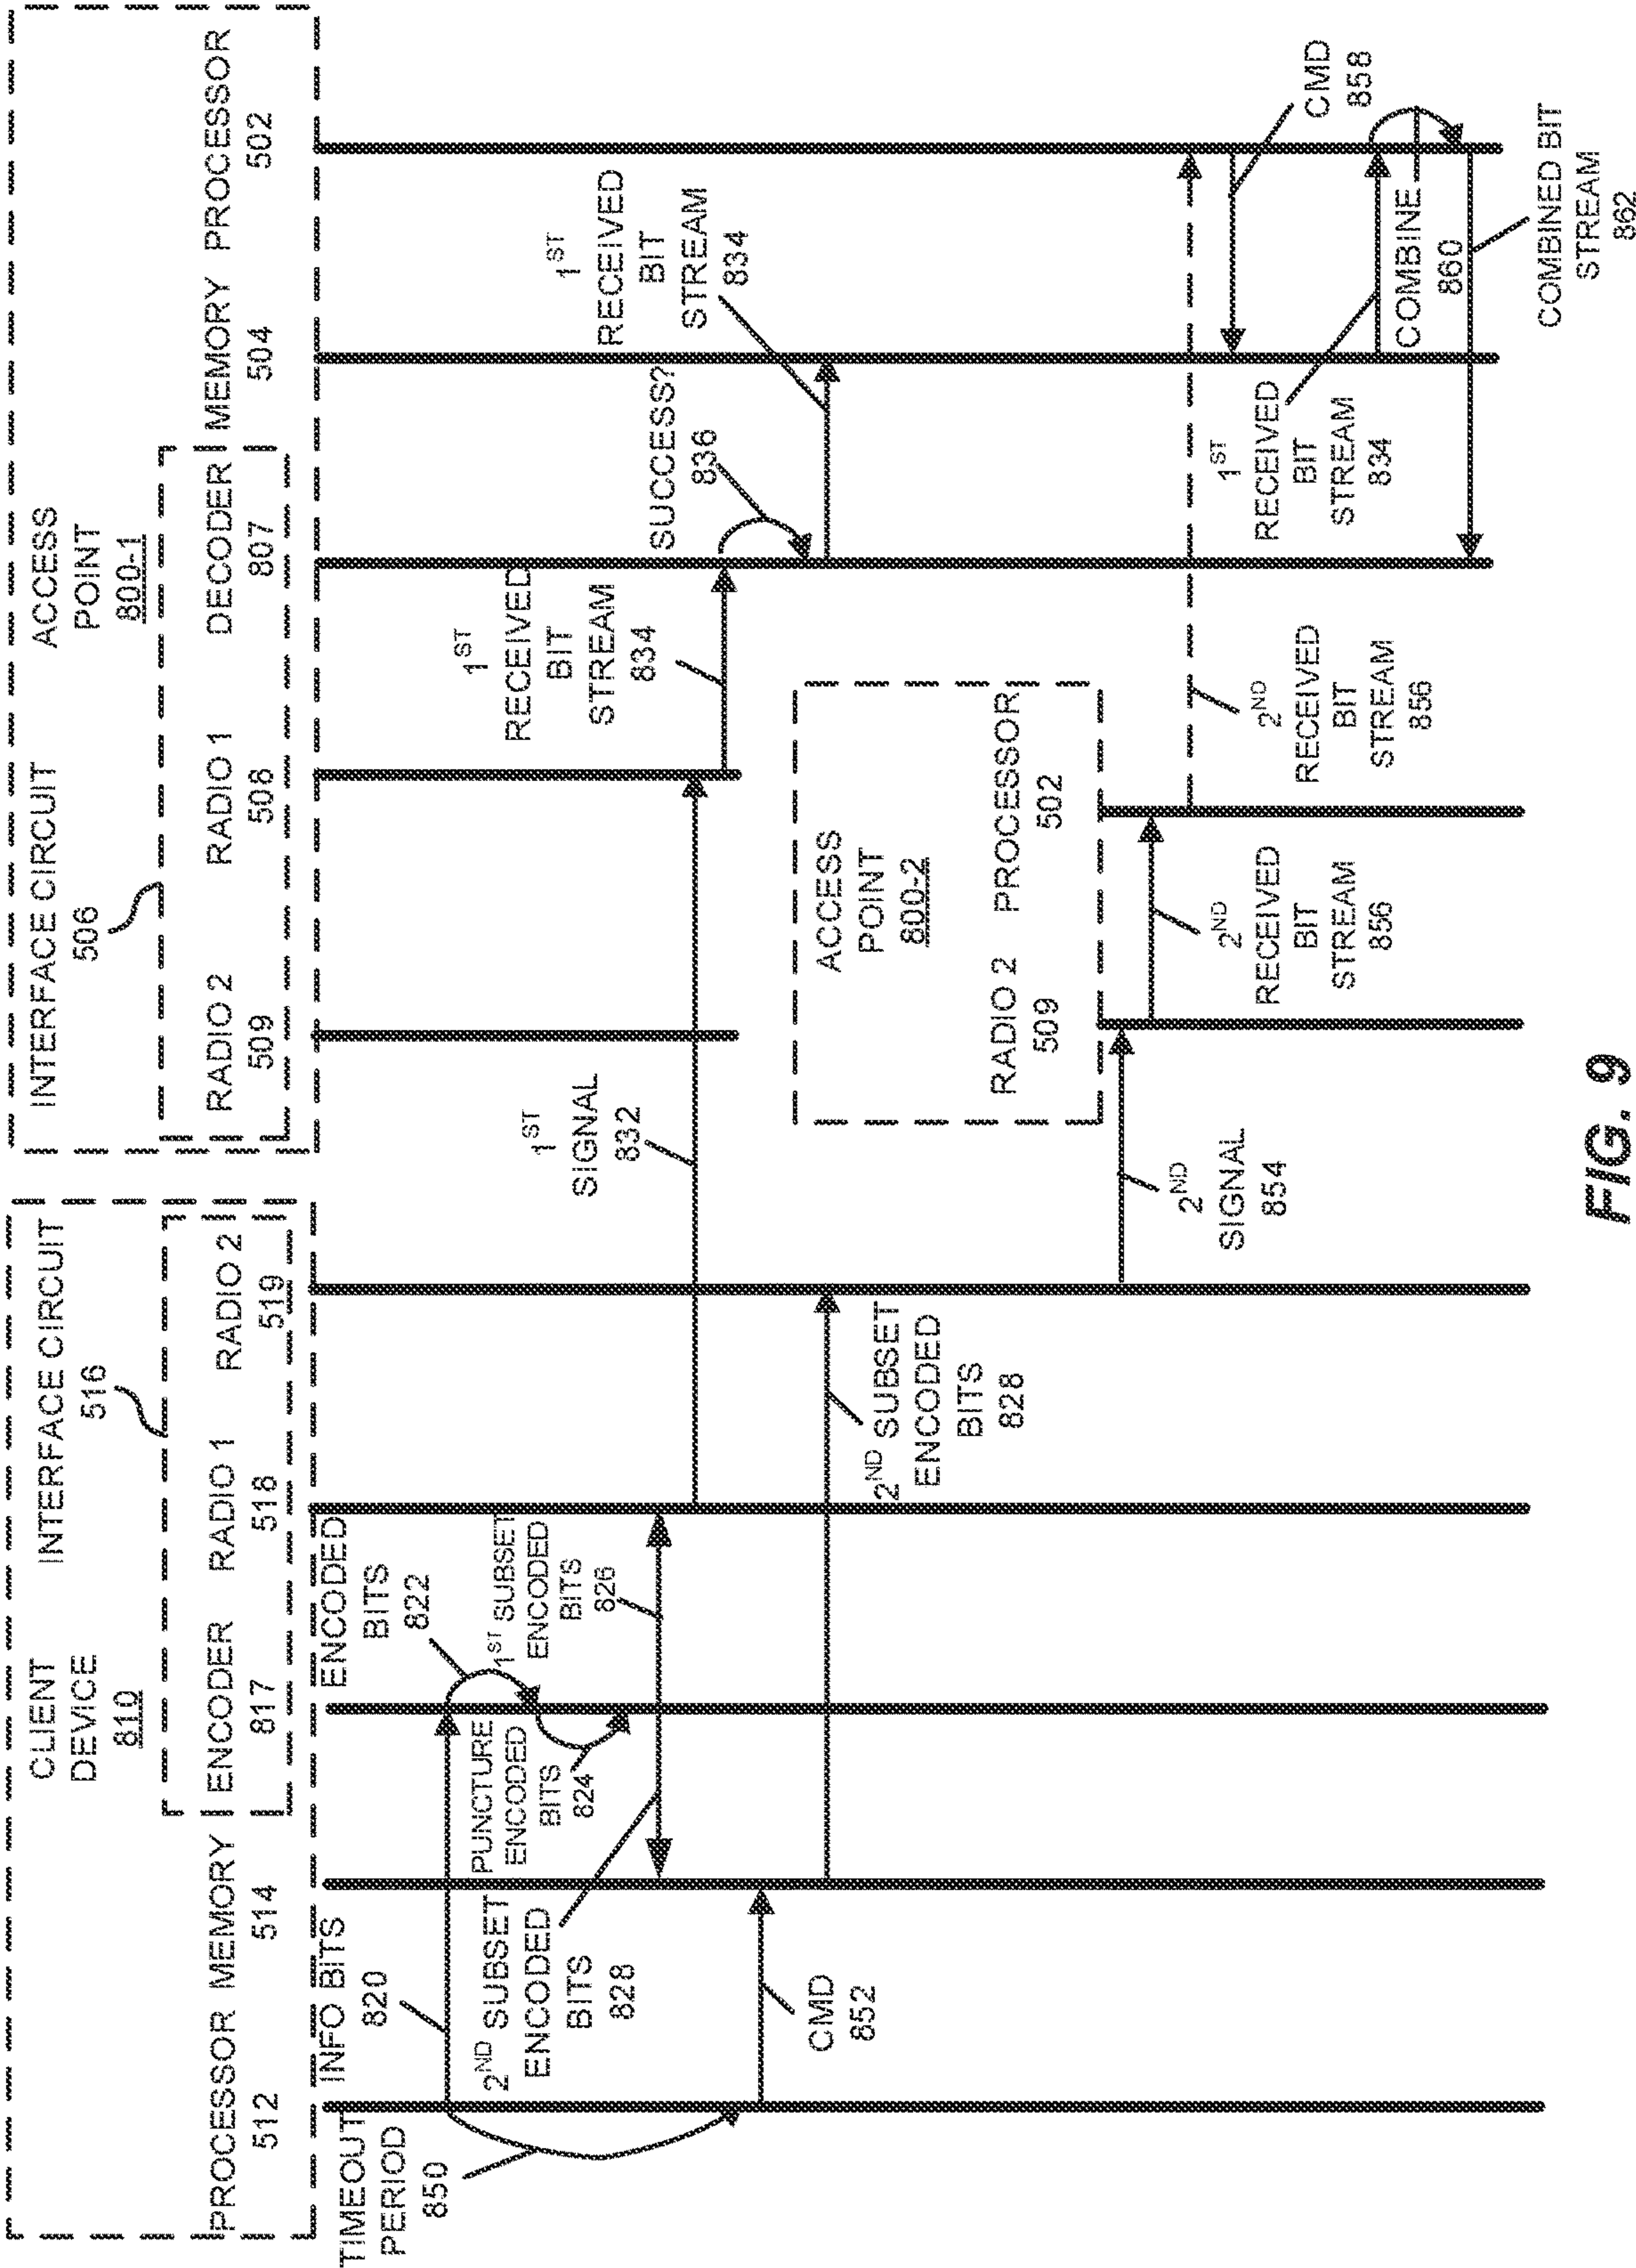 CLIENT
DEVICE
810
INTERFACE CIRCUIT
516
PROCESSOR
512
MEMORY
514
ENCODER
817
RADIO 1
518
RADIO 2
519
INTERFACE CIRCUIT
506
ACCESS
POINT
800-1
RADIO 2
509
RADIO 1
508
DECODER
807
MEMORY
504
PROCESSOR
502
TIMEOUT
PERIOD
850
INFO BITS
820
ENCODED
BITS
822
PUNCTURE
ENCODED
BITS
824
1ST SUBSET
ENCODED
BITS
826
2ND SUBSET
ENCODED
BITS
828
CMD
852
2ND SUBSET
ENCODED
BITS
828
1ST
SIGNAL
832
1ST
RECEIVED
BIT
STREAM
834
SUCCESS?
836
1ST
RECEIVED
BIT
STREAM
834
ACCESS
POINT
800-2
RADIO 2
509
PROCESSOR
502
2ND
SIGNAL
854
2ND
RECEIVED
BIT
STREAM
856
2ND
RECEIVED
BIT
STREAM
856
CMD
858
1ST
RECEIVED
BIT
STREAM
834
COMBINE
860
COMBINED BIT
STREAM
862
FIG. 9